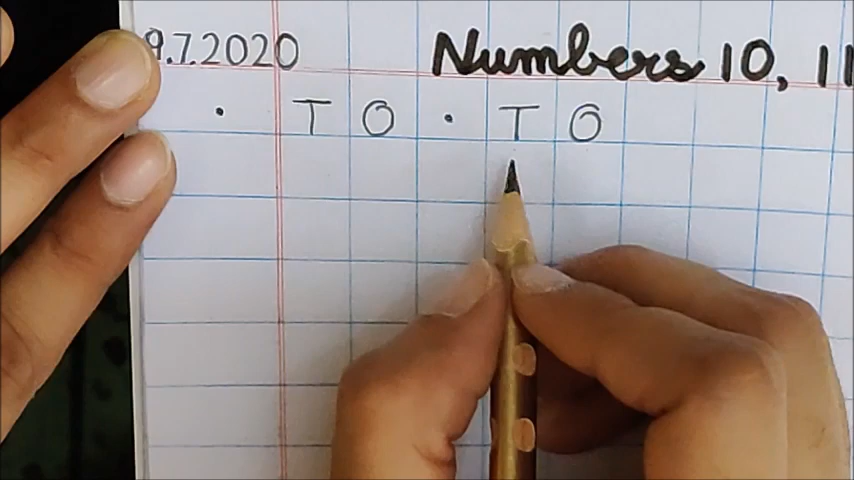 9.7.2020 Numbers 10, 11
. T O . T O